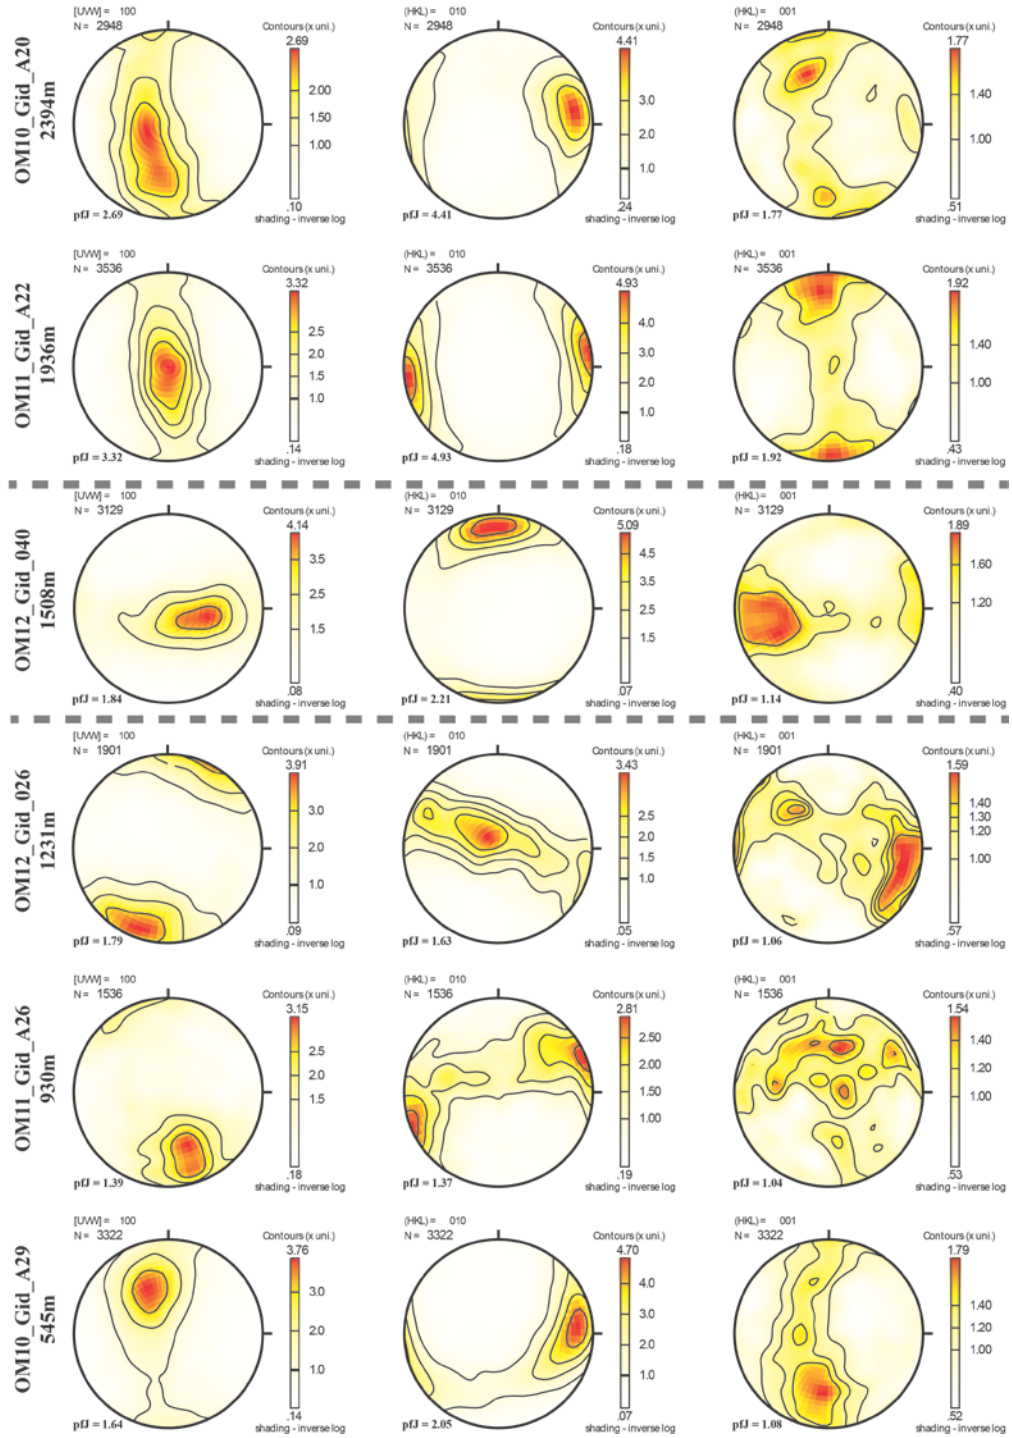 OM10_Gid_A20
2394m
[UVW] = 100
N = 2948
Contours (x uni.)
2.69
2.00
1.50
1.00
.10
pfJ = 2.69
shading - inverse log
(HKL) = 010
N = 2948
Contours (x uni.)
4.41
3.0
2.0
1.0
.24
pfJ = 4.41
shading - inverse log
(HKL) = 001
N = 2948
Contours (x uni.)
1.77
1.40
1.00
.51
pfJ = 1.77
shading - inverse log
OM11_Gid_A22
1936m
[UVW] = 100
N = 3536
Contours (x uni.)
3.32
2.5
2.0
1.5
1.0
.14
pfJ = 3.32
shading - inverse log
(HKL) = 010
N = 3536
Contours (x uni.)
4.93
4.0
3.0
2.0
1.0
.18
pfJ = 4.93
shading - inverse log
(HKL) = 001
N = 3536
Contours (x uni.)
1.92
1.40
1.00
.43
pfJ = 1.92
shading - inverse log
OM12_Gid_040
1508m
[UVW] = 100
N = 3129
Contours (x uni.)
4.14
3.5
2.5
1.5
.08
pfJ = 1.84
shading - inverse log
(HKL) = 010
N = 3129
Contours (x uni.)
5.09
4.5
3.5
2.5
1.5
.07
pfJ = 2.21
shading - inverse log
(HKL) = 001
N = 3129
Contours (x uni.)
1.89
1.60
1.20
.40
pfJ = 1.14
shading - inverse log
OM12_Gid_026
1231m
[UVW] = 100
N = 1901
Contours (x uni.)
3.91
3.0
2.0
1.0
.09
pfJ = 1.79
shading - inverse log
(HKL) = 010
N = 1901
Contours (x uni.)
3.43
2.5
2.0
1.5
1.0
.05
pfJ = 1.63
shading - inverse log
(HKL) = 001
N = 1901
Contours (x uni.)
1.59
1.40
1.30
1.20
1.00
.57
pfJ = 1.06
shading - inverse log
OM11_Gid_A26
930m
[UVW] = 100
N = 1536
Contours (x uni.)
3.15
2.5
2.0
1.5
.18
pfJ = 1.39
shading - inverse log
(HKL) = 010
N = 1536
Contours (x uni.)
2.81
2.50
2.00
1.50
1.00
.19
pfJ = 1.37
shading - inverse log
(HKL) = 001
N = 1536
Contours (x uni.)
1.54
1.40
1.20
1.00
.53
pfJ = 1.04
shading - inverse log
OM10_Gid_A29
545m
[UVW] = 100
N = 3322
Contours (x uni.)
3.76
3.0
2.0
1.0
.14
pfJ = 1.64
shading - inverse log
(HKL) = 010
N = 3322
Contours (x uni.)
4.70
4.0
3.0
2.0
1.0
.07
pfJ = 2.05
shading - inverse log
(HKL) = 001
N = 3322
Contours (x uni.)
1.79
1.40
1.20
1.00
.52
pfJ = 1.08
shading - inverse log